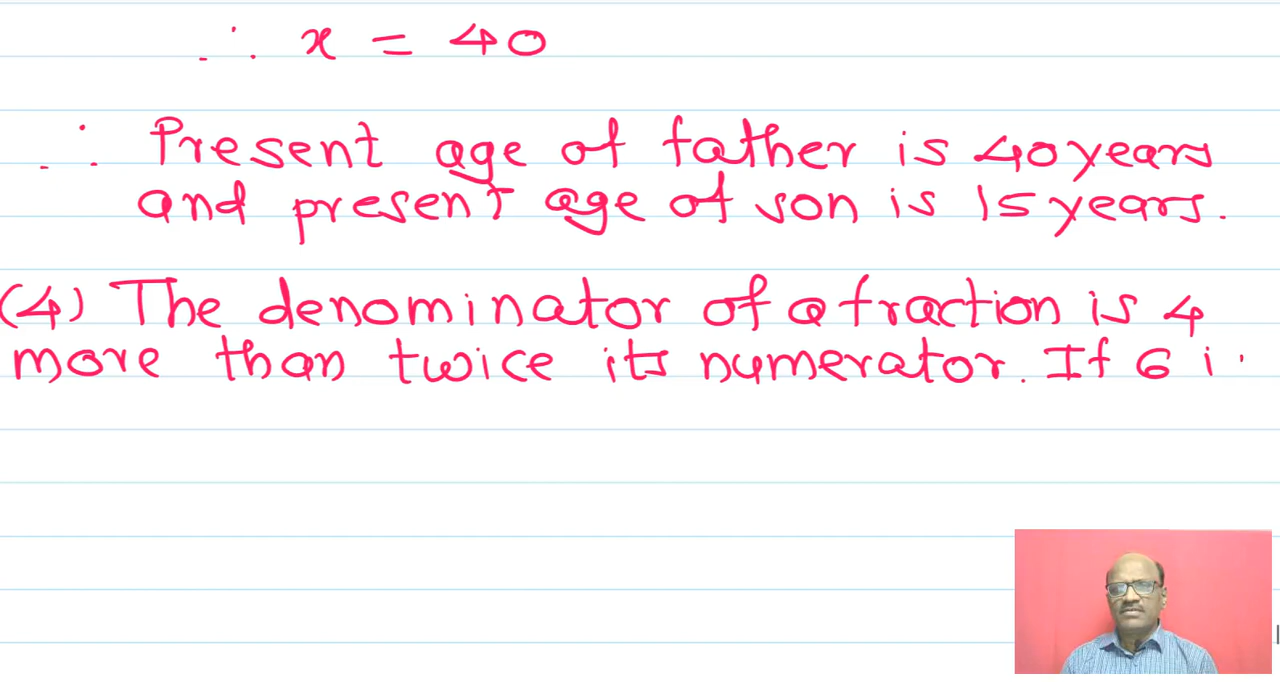 ∴ x = 40
∴ Present age of father is 40 years
and present age of son is 15 years.
(4) The denominator of a fraction is 4
more than twice its numerator. If 6 i